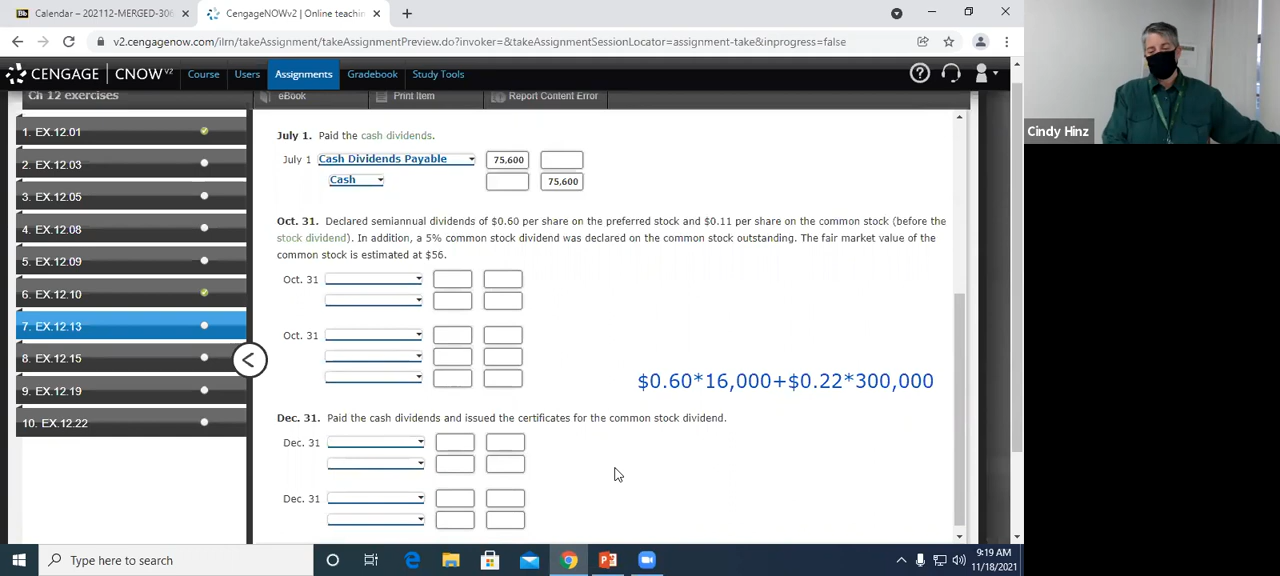 Calendar – 202112-MERGED-306
CengageNOWv2 | Online teachin
v2.cengagenow.com/ilrn/takeAssignment/takeAssignmentPreview.do?invoker=&takeAssignmentSessionLocator=assignment-take&inprogress=false
CENGAGE | CNOWv2 Course Users Assignments Gradebook Study Tools
Ch 12 exercises
eBook Print Item Report Content Error
1. EX.12.01
2. EX.12.03
3. EX.12.05
4. EX.12.08
5. EX.12.09
6. EX.12.10
7. EX.12.13
8. EX.12.15
9. EX.12.19
10. EX.12.22
July 1. Paid the cash dividends.
July 1 Cash Dividends Payable 75,600
Cash 75,600
Oct. 31. Declared semiannual dividends of $0.60 per share on the preferred stock and $0.11 per share on the common stock (before the
stock dividend). In addition, a 5% common stock dividend was declared on the common stock outstanding. The fair market value of the
common stock is estimated at $56.
Oct. 31
Oct. 31
$0.60*16,000+$0.22*300,000
Dec. 31. Paid the cash dividends and issued the certificates for the common stock dividend.
Dec. 31
Dec. 31
Cindy Hinz
Type here to search
9:19 AM
11/18/2021